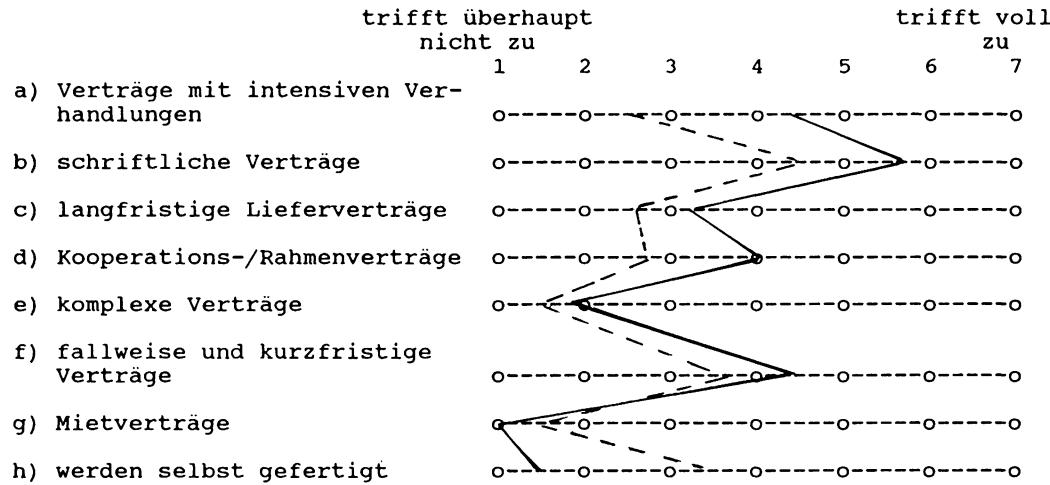 trifft überhaupt trifft voll
nicht zu zu
1 2 3 4 5 6 7
a) Verträge mit intensiven Ver-
handlungen
b) schriftliche Verträge
c) langfristige Lieferverträge
d) Kooperations-/Rahmenverträge
e) komplexe Verträge
f) fallweise und kurzfristige
Verträge
g) Mietverträge
h) werden selbst gefertigt